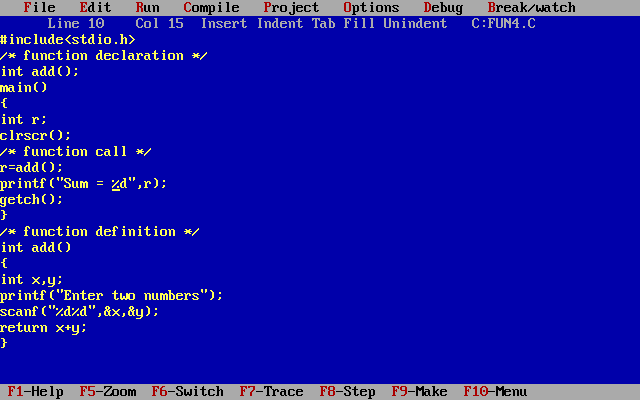 File Edit Run Compile Project Options Debug Break/watch
Line 10 Col 15 Insert Indent Tab Fill Unindent C:FUN4.C
#include<stdio.h>
/* function declaration */
int add();
main()
{
int r;
clrscr();
/* function call */
r=add();
printf("Sum = %d",r);
getch();
}
/* function definition */
int add()
{
int x,y;
printf("Enter two numbers");
scanf("%d%d",&x,&y);
return x+y;
}
F1-Help F5-Zoom F6-Switch F7-Trace F8-Step F9-Make F10-Menu